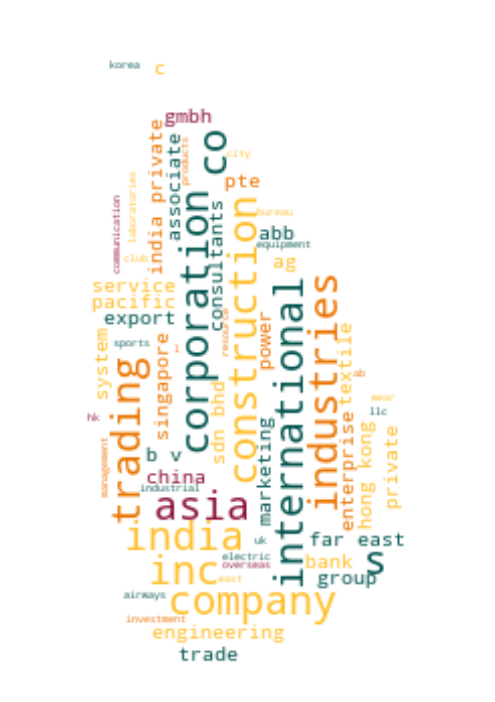 korea
c
gmbh
co
india private
associate
products
city
laboratories
pte
communication
corporation
consultants
construction
bureau
abb
equipment
club
ag
service
pacific
export
international
industries
system
sports
singapore
i
resource
power
textile
ab
trading
sdn bhd
wear
llc
hk
management
b v
marketing
enterprise
hong kong
private
china
industrial
asia
india
uk
far east
s
inc
electric
overseas
east
bank
group
airways
company
investment
engineering
trade